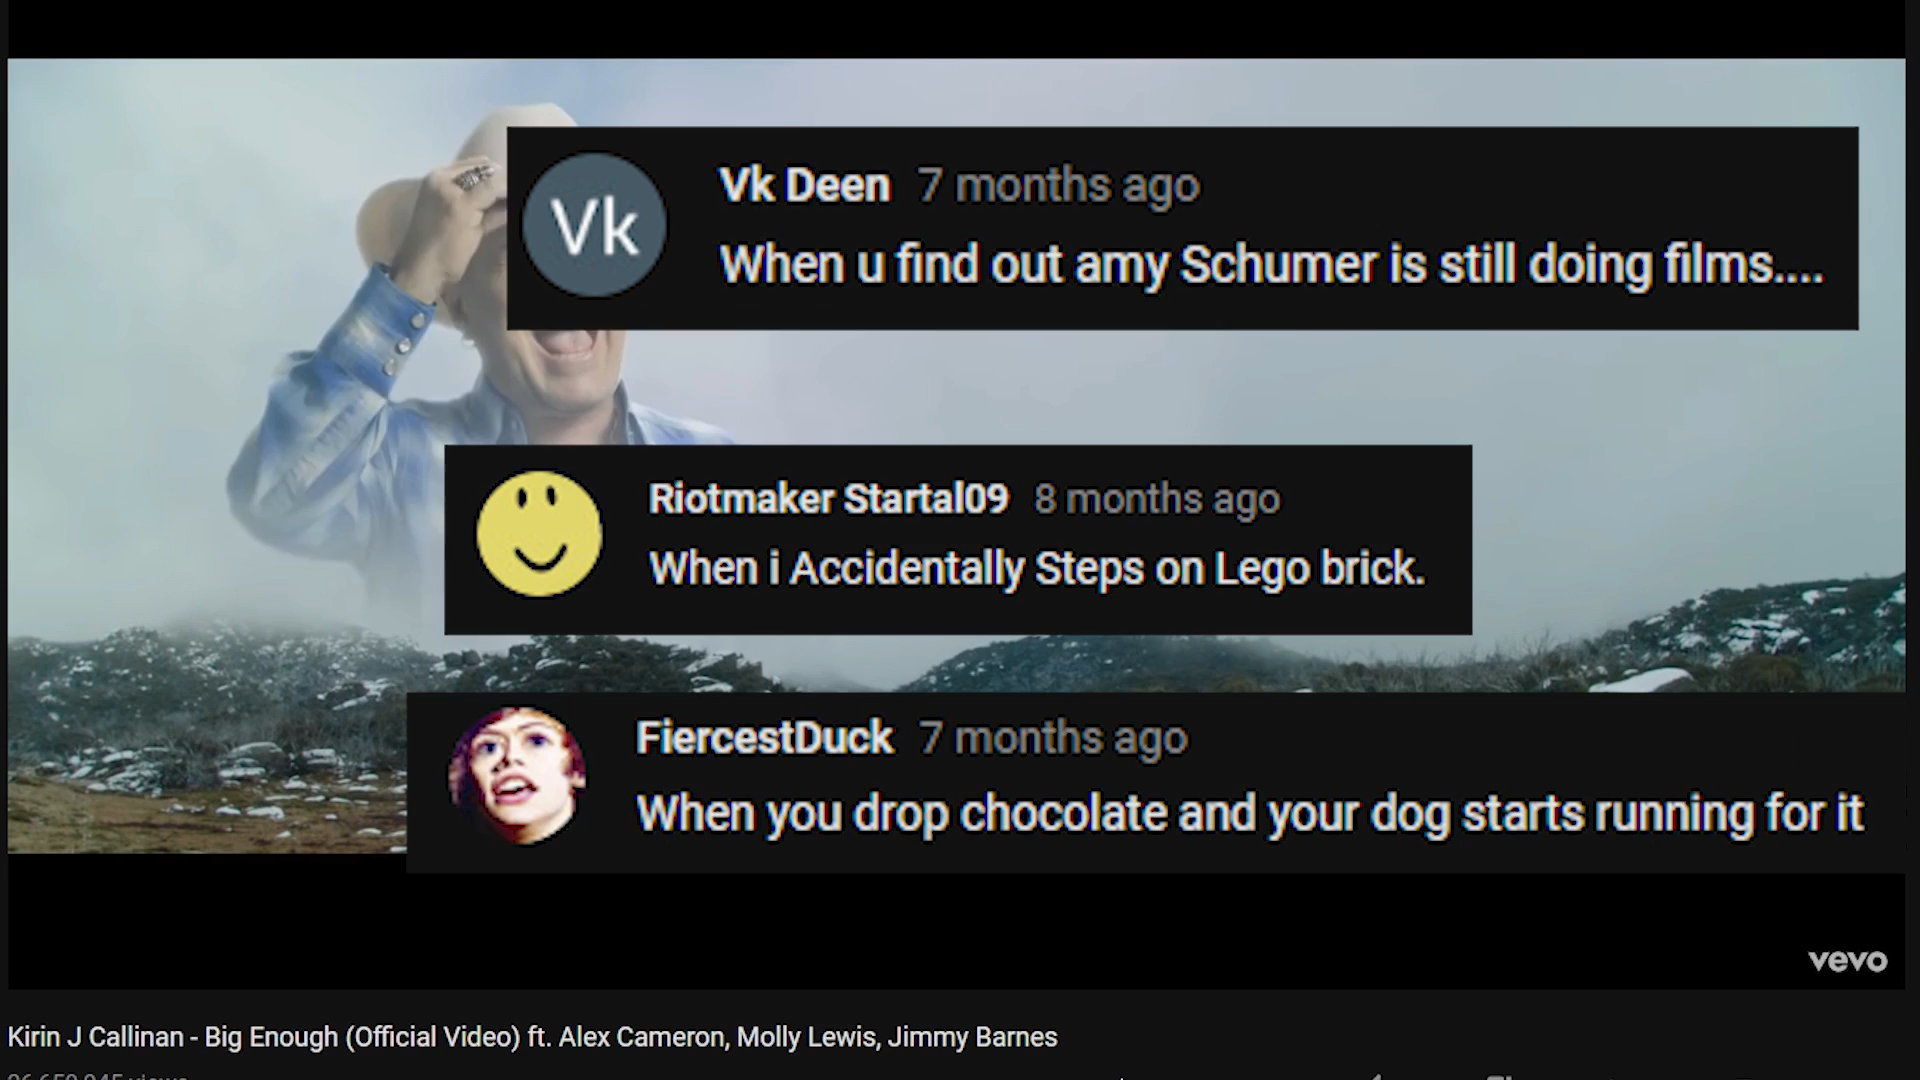 Vk
Vk Deen 7 months ago
When u find out amy Schumer is still doing films....
Riotmaker Startal09 8 months ago
When i Accidentally Steps on Lego brick.
FiercestDuck 7 months ago
When you drop chocolate and your dog starts running for it
vevo
Kirin J Callinan - Big Enough (Official Video) ft. Alex Cameron, Molly Lewis, Jimmy Barnes